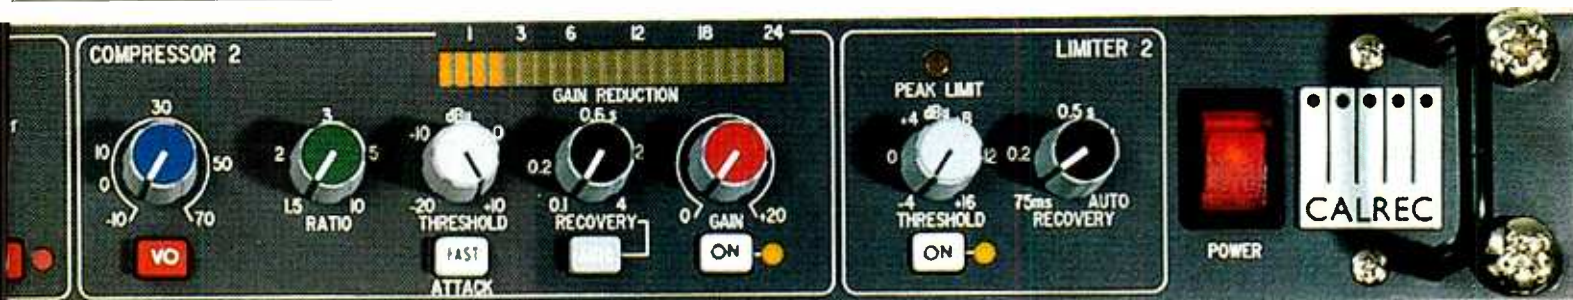 1 3 6 12 18 24
COMPRESSOR 2
LIMITER 2
GAIN REDUCTION
PEAK LIMIT
30
10
50
0
-10
70
3
2
5
1.5
10
RATIO
dBs
-10
0
-20
+10
THRESHOLD
0.6 s
0.2
2
0.1
4
RECOVERY
0
+20
GAIN
+4
dBs
8
0
12
-4
+16
THRESHOLD
0.5 s
0.2
75ms
AUTO
RECOVERY
VO
FAST
ATTACK
ON
ON
POWER
CALREC